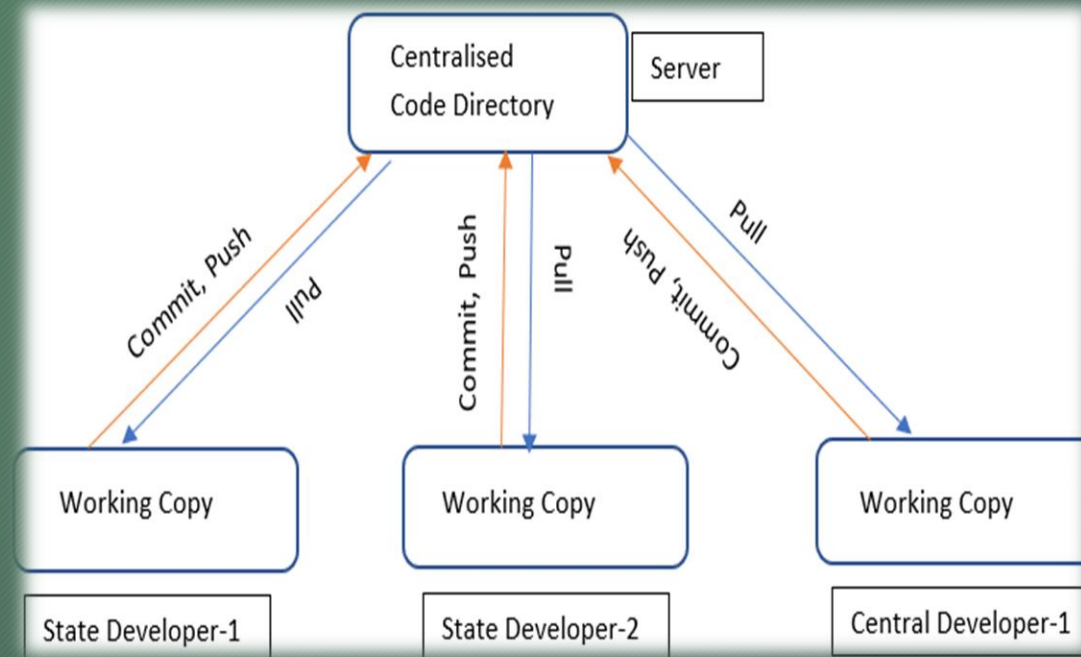 Centralised
Code Directory
Server
Commit, Push
Pull
Commit, Push
Pull
Commit, Push
Pull
Working Copy
Working Copy
Working Copy
State Developer-1
State Developer-2
Central Developer-1